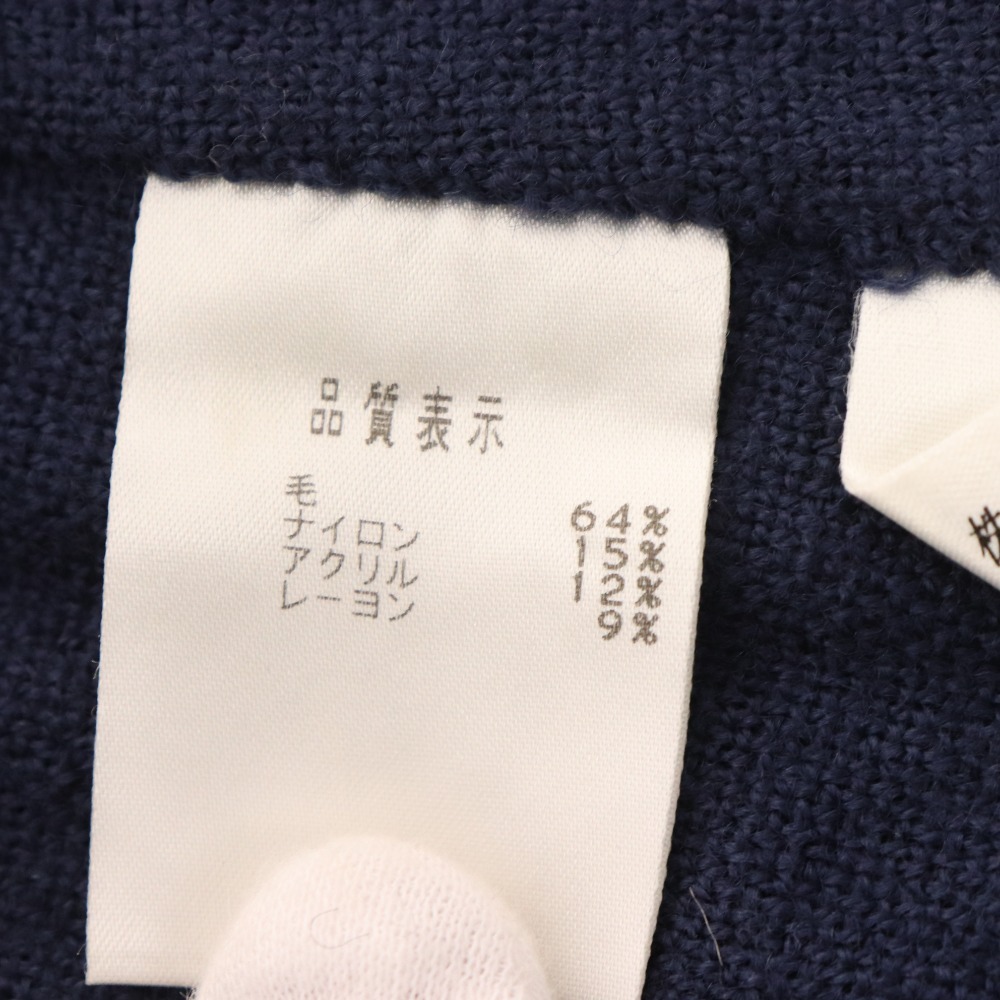 品質表示
毛 64%
ナイロン 15%
アクリル 12%
レーヨン 9%
株